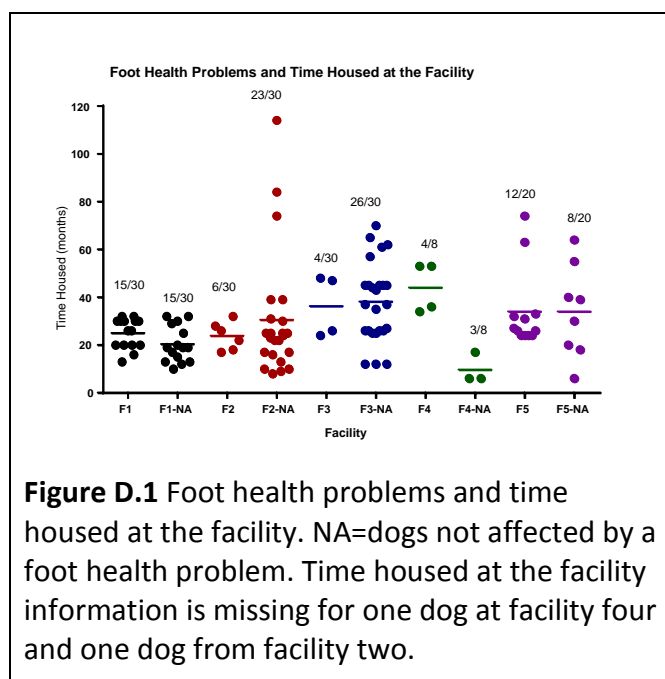 Foot Health Problems and Time Housed at the Facility
23/30
120
100
80
60
40
20
0
Time Housed (months)
15/30
15/30
6/30
4/30
26/30
4/8
3/8
12/20
8/20
F1 F1-NA F2 F2-NA F3 F3-NA F4 F4-NA F5 F5-NA
Facility
Figure D.1 Foot health problems and time
housed at the facility. NA=dogs not affected by a
foot health problem. Time housed at the facility
information is missing for one dog at facility four
and one dog from facility two.